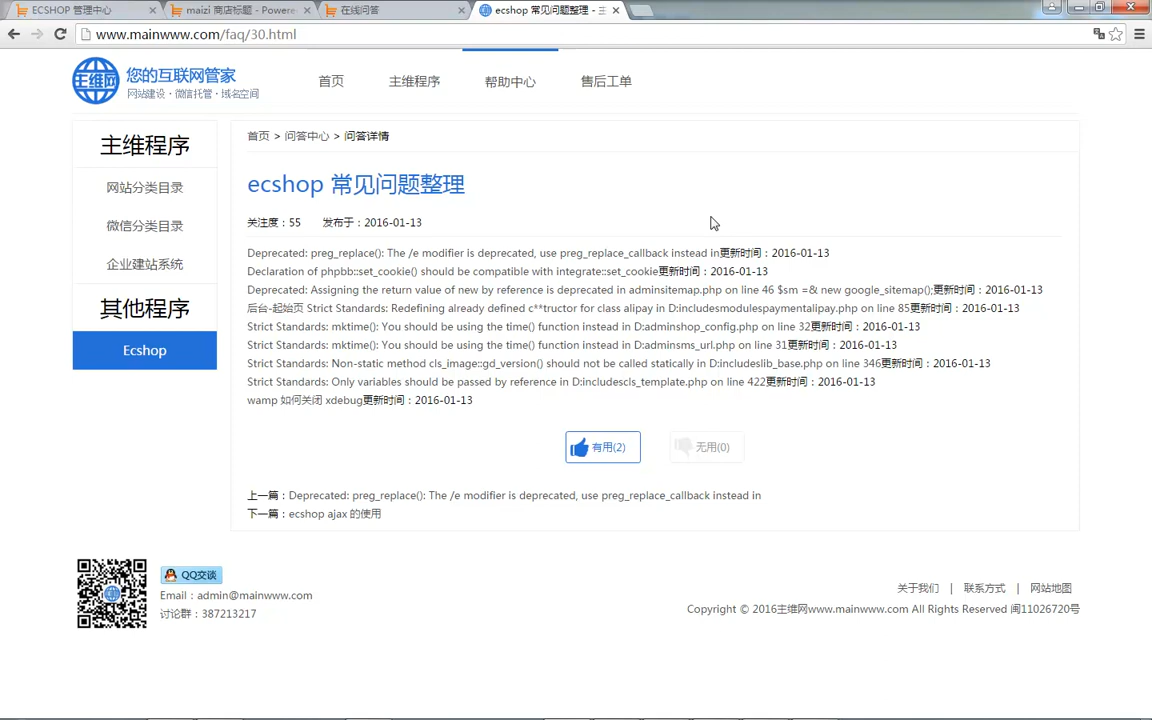 ECSHOP 管理中心
maizi 商店标题 - Powere
在线问答
ecshop 常见问题整理 - 主
www.mainwww.com/faq/30.html
主维网
您的互联网管家
网站建设·微信托管·域名空间
首页
主维程序
帮助中心
售后工单
主维程序
网站分类目录
微信分类目录
企业建站系统
其他程序
Ecshop
首页 > 问答中心 > 问答详情
ecshop 常见问题整理
关注度：55 发布于：2016-01-13
Deprecated: preg_replace(): The /e modifier is deprecated, use preg_replace_callback instead in更新时间：2016-01-13
Declaration of phpbb::set_cookie() should be compatible with integrate::set_cookie更新时间：2016-01-13
Deprecated: Assigning the return value of new by reference is deprecated in adminsitemap.php on line 46 $sm =& new google_sitemap();更新时间：2016-01-13
后台-起始页 Strict Standards: Redefining already defined c**tructor for class alipay in D:includesmodulespaymentalipay.php on line 85更新时间：2016-01-13
Strict Standards: mktime(): You should be using the time() function instead in D:adminshop_config.php on line 32更新时间：2016-01-13
Strict Standards: mktime(): You should be using the time() function instead in D:adminsms_url.php on line 31更新时间：2016-01-13
Strict Standards: Non-static method cls_image::gd_version() should not be called statically in D:includeslib_base.php on line 346更新时间：2016-01-13
Strict Standards: Only variables should be passed by reference in D:includescls_template.php on line 422更新时间：2016-01-13
wamp 如何关闭 xdebug更新时间：2016-01-13
有用(2)
无用(0)
上一篇：Deprecated: preg_replace(): The /e modifier is deprecated, use preg_replace_callback instead in
下一篇：ecshop ajax 的使用
QQ交谈
Email：admin@mainwww.com
讨论群：387213217
关于我们 | 联系方式 | 网站地图
Copyright © 2016主维网www.mainwww.com All Rights Reserved 闽11026720号